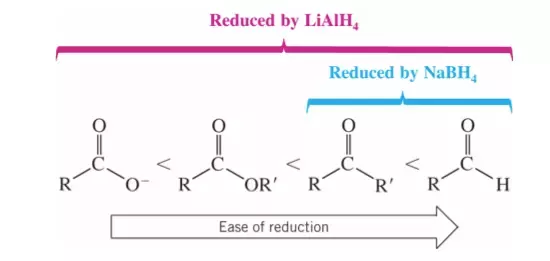 Reduced by LiAlH₄
Reduced by NaBH₄
O O O O
C < C < C < C
R O⁻ R OR′ R R′ R H
Ease of reduction